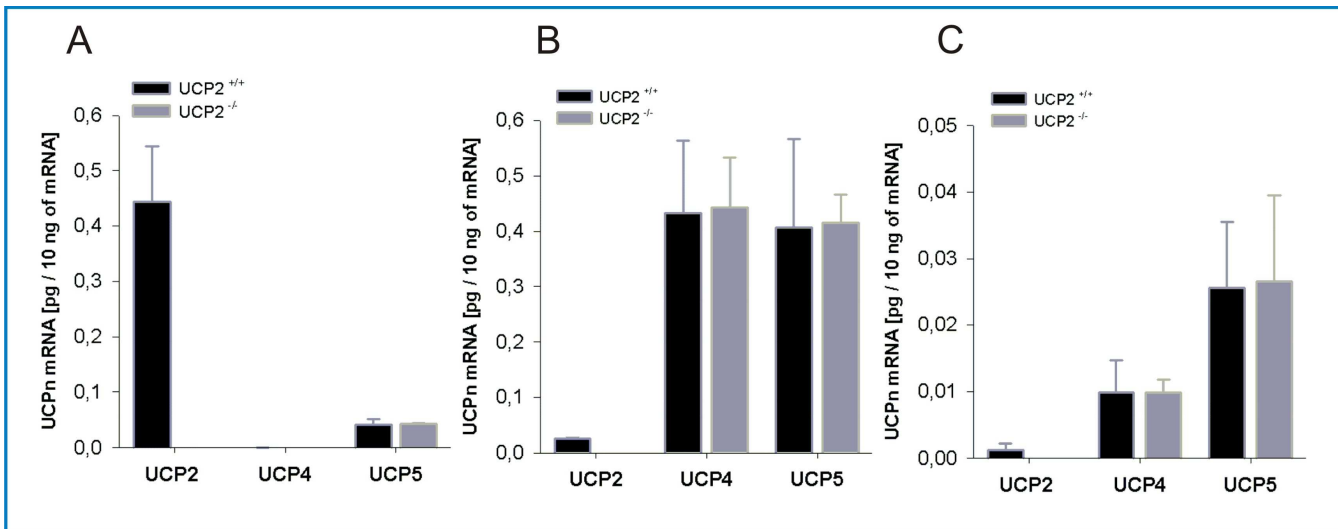 A
UCP2 +/+
UCP2 -/-
UCPn mRNA [pg / 10 ng of mRNA]
0,6
0,5
0,4
0,3
0,2
0,1
0,0
UCP2 UCP4 UCP5
B
UCP2 +/+
UCP2 -/-
UCPn mRNA [pg / 10 ng of mRNA]
0,6
0,5
0,4
0,3
0,2
0,1
0,0
UCP2 UCP4 UCP5
C
UCP2 +/+
UCP2 -/-
UCPn mRNA [pg / 10 ng of mRNA]
0,05
0,04
0,03
0,02
0,01
0,00
UCP2 UCP4 UCP5